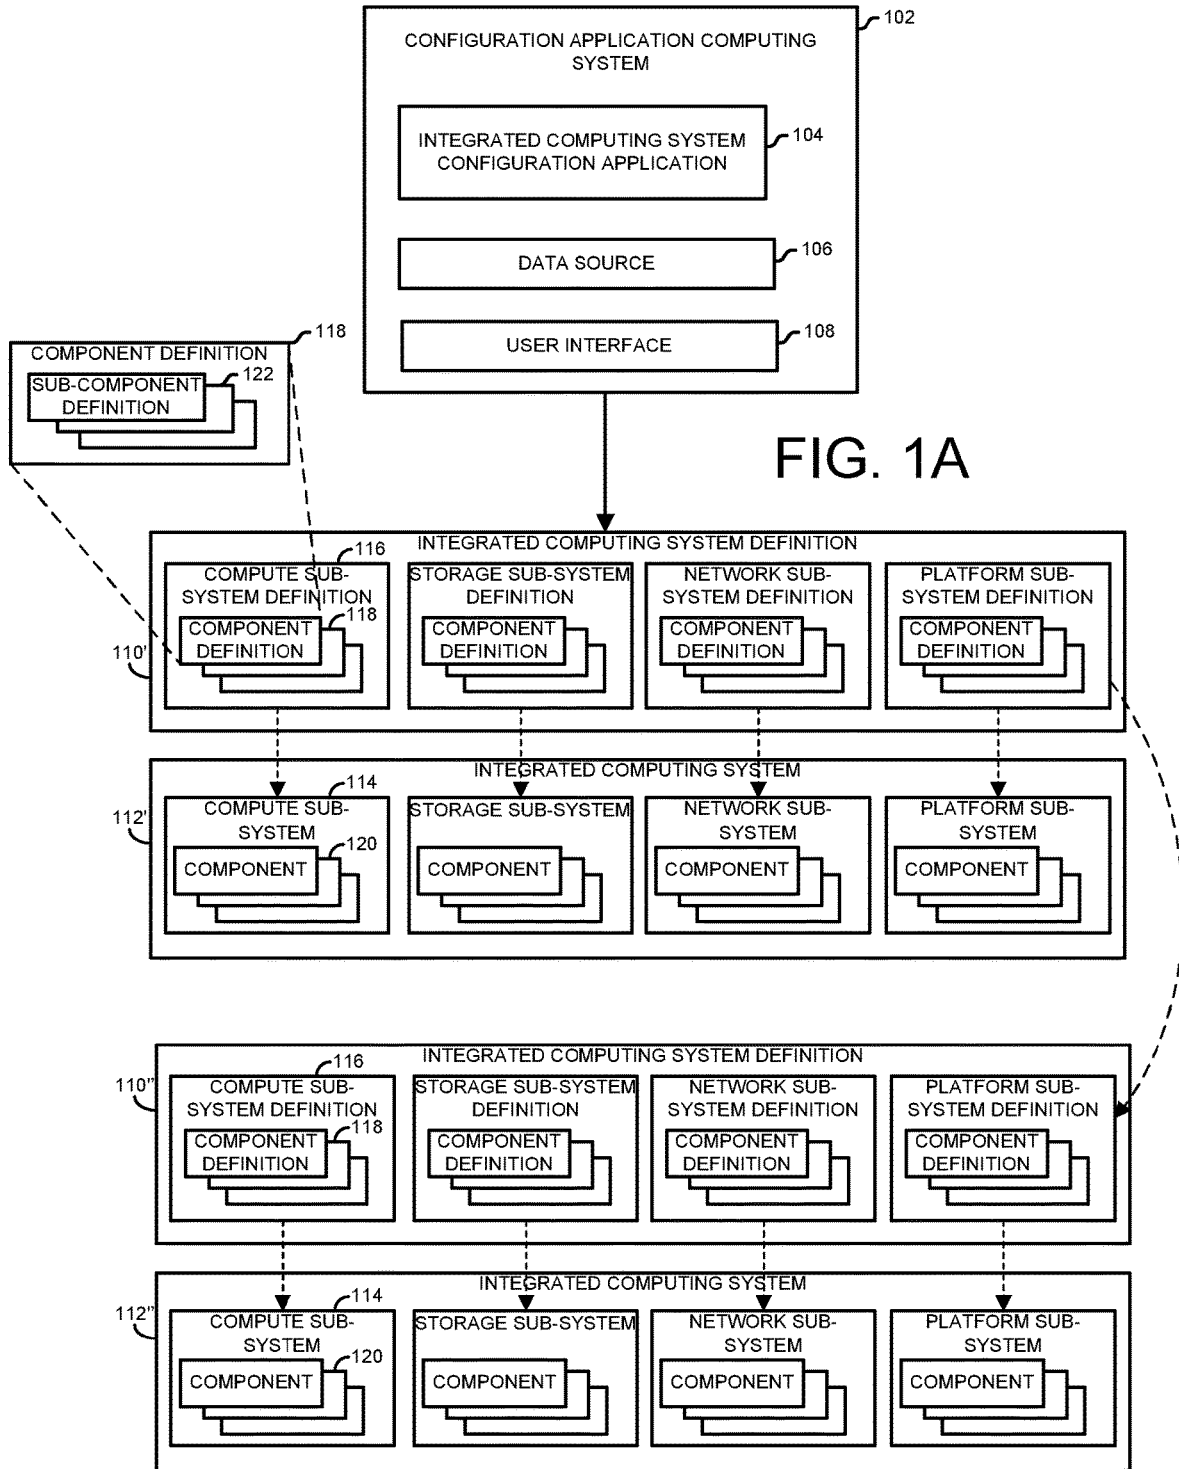 102
CONFIGURATION APPLICATION COMPUTING
SYSTEM
INTEGRATED COMPUTING SYSTEM
CONFIGURATION APPLICATION
104
DATA SOURCE
106
USER INTERFACE
108
118
COMPONENT DEFINITION
SUB-COMPONENT
DEFINITION
122
FIG. 1A
INTEGRATED COMPUTING SYSTEM DEFINITION
110'
116
COMPUTE SUB-
SYSTEM DEFINITION
COMPONENT
DEFINITION
118
STORAGE SUB-SYSTEM
DEFINITION
COMPONENT
DEFINITION
NETWORK SUB-
SYSTEM DEFINITION
COMPONENT
DEFINITION
PLATFORM SUB-
SYSTEM DEFINITION
COMPONENT
DEFINITION
INTEGRATED COMPUTING SYSTEM
112'
114
COMPUTE SUB-
SYSTEM
COMPONENT
120
STORAGE SUB-SYSTEM
COMPONENT
NETWORK SUB-
SYSTEM
COMPONENT
PLATFORM SUB-
SYSTEM
COMPONENT
INTEGRATED COMPUTING SYSTEM DEFINITION
110"
116
COMPUTE SUB-
SYSTEM DEFINITION
COMPONENT
DEFINITION
118
STORAGE SUB-SYSTEM
DEFINITION
COMPONENT
DEFINITION
NETWORK SUB-
SYSTEM DEFINITION
COMPONENT
DEFINITION
PLATFORM SUB-
SYSTEM DEFINITION
COMPONENT
DEFINITION
INTEGRATED COMPUTING SYSTEM
112"
114
COMPUTE SUB-
SYSTEM
COMPONENT
120
STORAGE SUB-SYSTEM
COMPONENT
NETWORK SUB-
SYSTEM
COMPONENT
PLATFORM SUB-
SYSTEM
COMPONENT